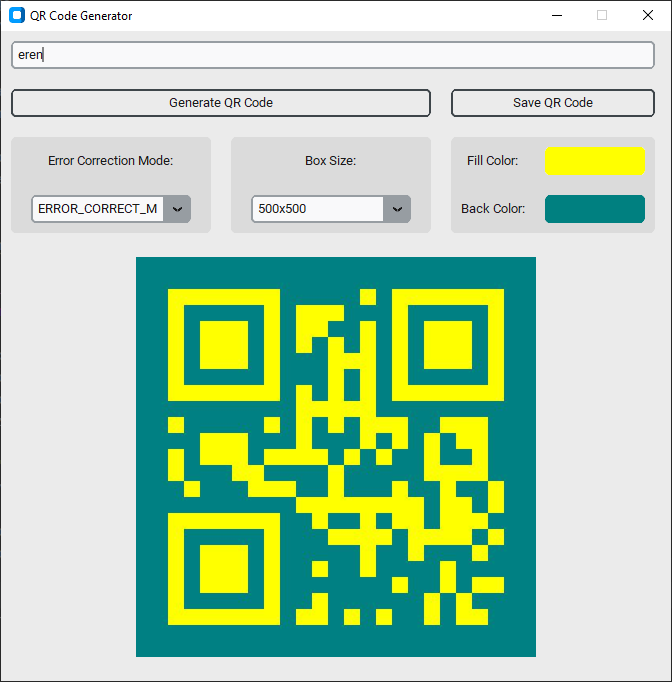 QR Code Generator
eren
Generate QR Code
Save QR Code
Error Correction Mode:
Box Size:
Fill Color:
ERROR_CORRECT_M
500x500
Back Color: